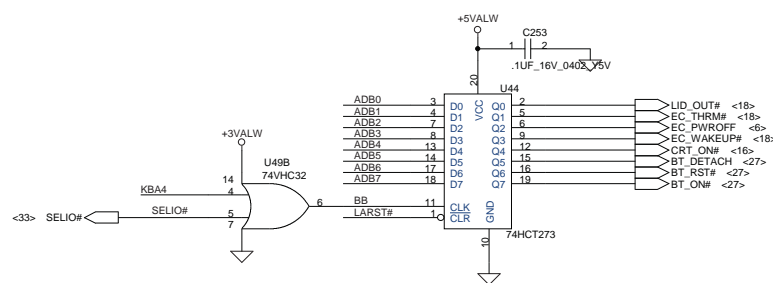 +5VALW
C253
1 2
.1UF_16V_0402_Y5V
20
U44
VCC
ADB0 3 D0 Q0 2 LID_OUT# <18>
ADB1 4 D1 Q1 5 EC_THRM# <18>
ADB2 7 D2 Q2 6 EC_PWROFF <6>
ADB3 8 D3 Q3 9 EC_WAKEUP# <18>
ADB4 13 D4 Q4 12 CRT_ON# <16>
ADB5 14 D5 Q5 15 BT_DETACH <27>
ADB6 17 D6 Q6 16 BT_RST# <27>
ADB7 18 D7 Q7 19 BT_ON# <27>
+3VALW
U49B
14 74VHC32
KBA4 4
6 BB 11 CLK
<33> SELIO# SELIO# 5
LARST# 1 CLR
7
GND
10
74HCT273